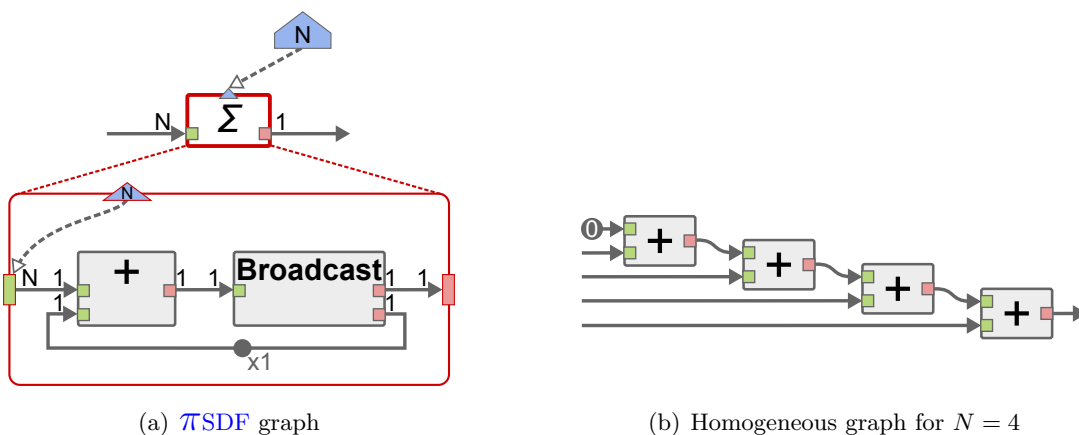 N
N Σ 1
N
N 1 + 1 1 Broadcast 1 1
1 1
x1
(a) πSDF graph
0
+
+
+
+
(b) Homogeneous graph for N = 4